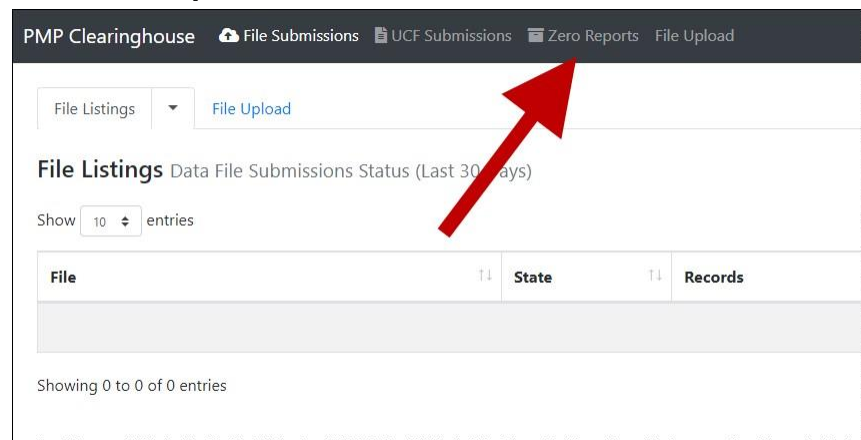 PMP Clearinghouse File Submissions UCF Submissions Zero Reports File Upload
File Listings File Upload
File Listings Data File Submissions Status (Last 30 ays)
Show 10 entries
File State Records
Showing 0 to 0 of 0 entries